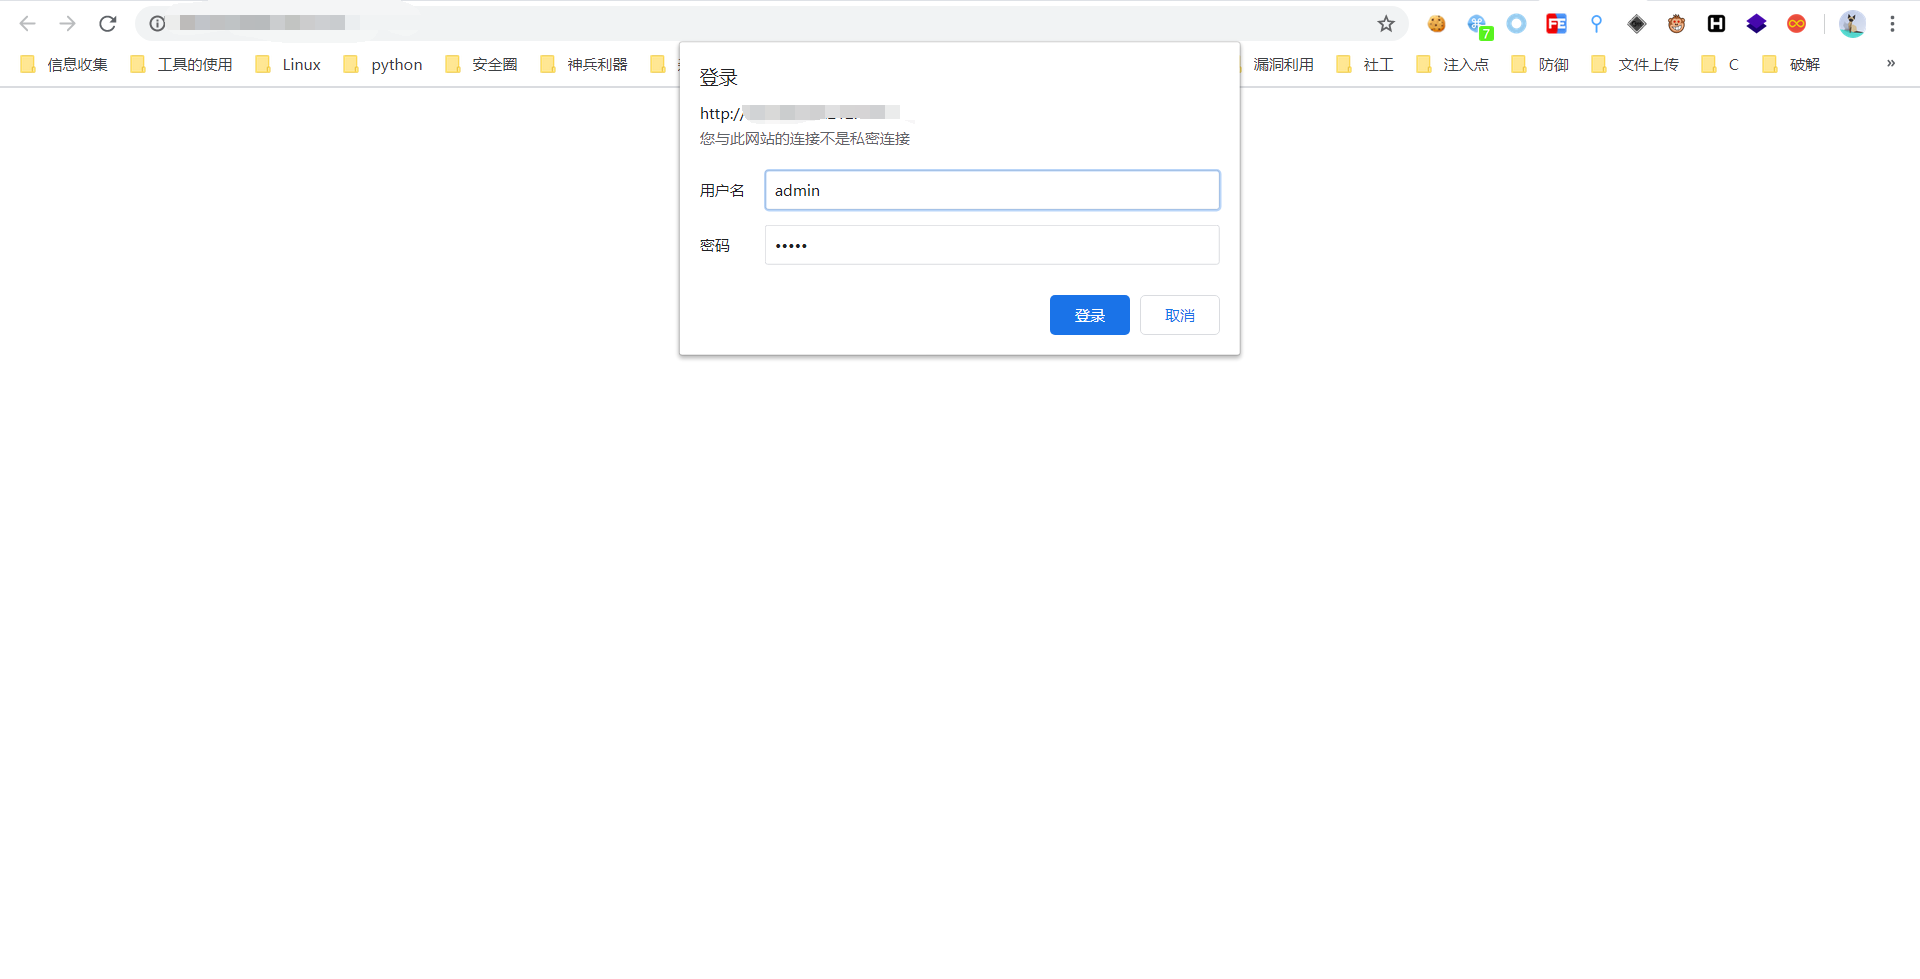 7
信息收集 工具的使用 Linux python 安全圈 神兵利器 漏洞利用 社工 注入点 防御 文件上传 C 破解 »
登录
http://
您与此网站的连接不是私密连接
用户名 admin
密码 •••••
登录 取消